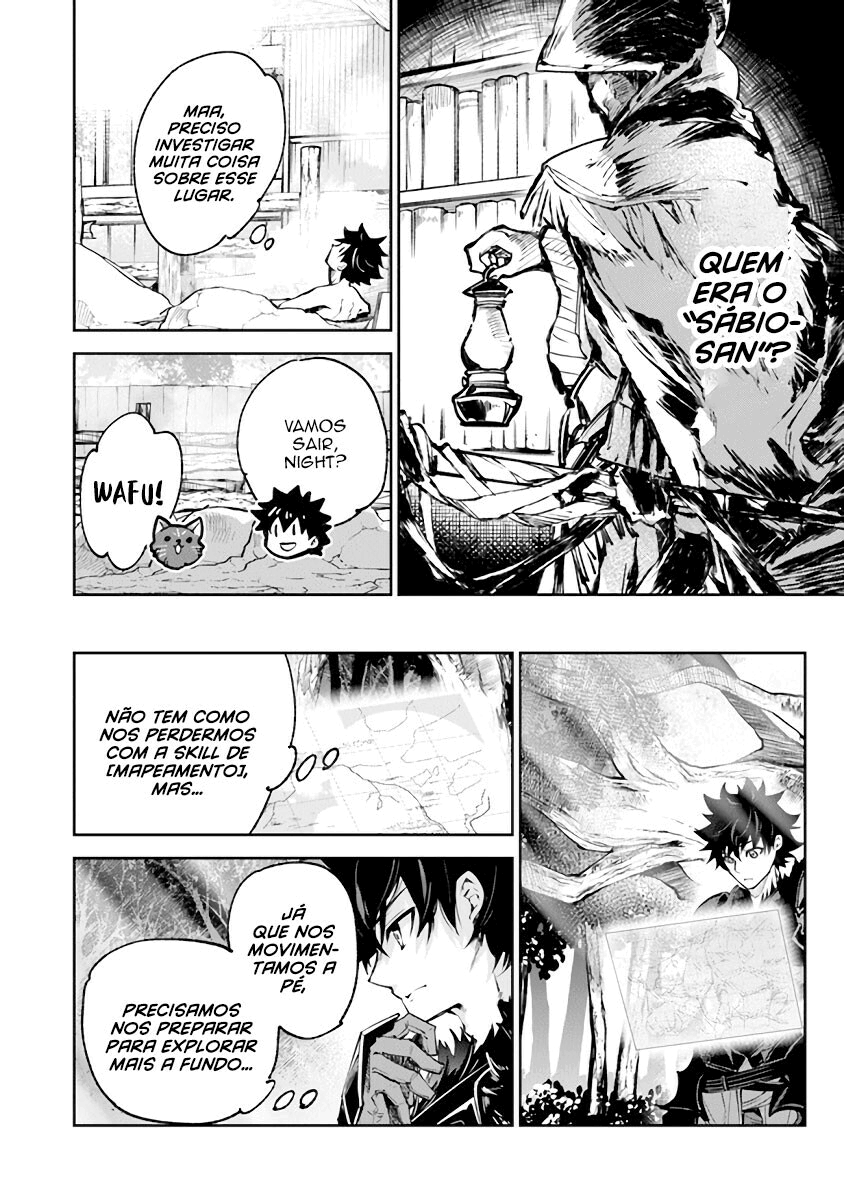 QUEM
ERA O
"SÁBIO-
SAN"?
MAA,
PRECISO
INVESTIGAR
MUITA COISA
SOBRE ESSE
LUGAR.
VAMOS
SAIR,
NIGHT?
WAFU!
NÃO TEM COMO
NOS PERDERMOS
COM A SKILL DE
[MAPEAMENTO],
MAS...
JÁ
QUE NOS
MOVIMEN-
TAMOS A
PÉ,
PRECISAMOS
NOS PREPARAR
PARA EXPLORAR
MAIS A FUNDO...